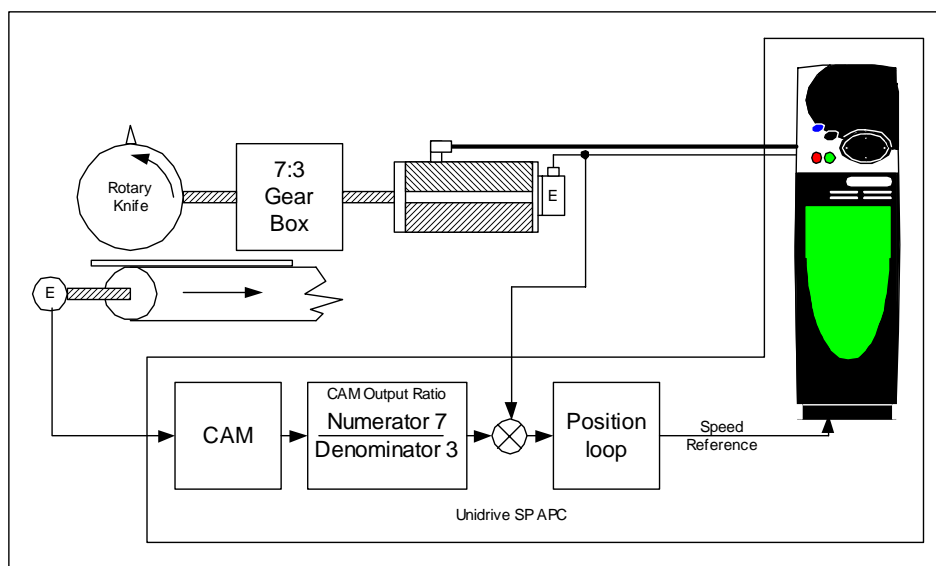 Rotary
Knife
7:3
Gear
Box
E
E
CAM
CAM Output Ratio
Numerator 7
Denominator 3
Position
loop
Speed
Reference
Unidrive SP APC